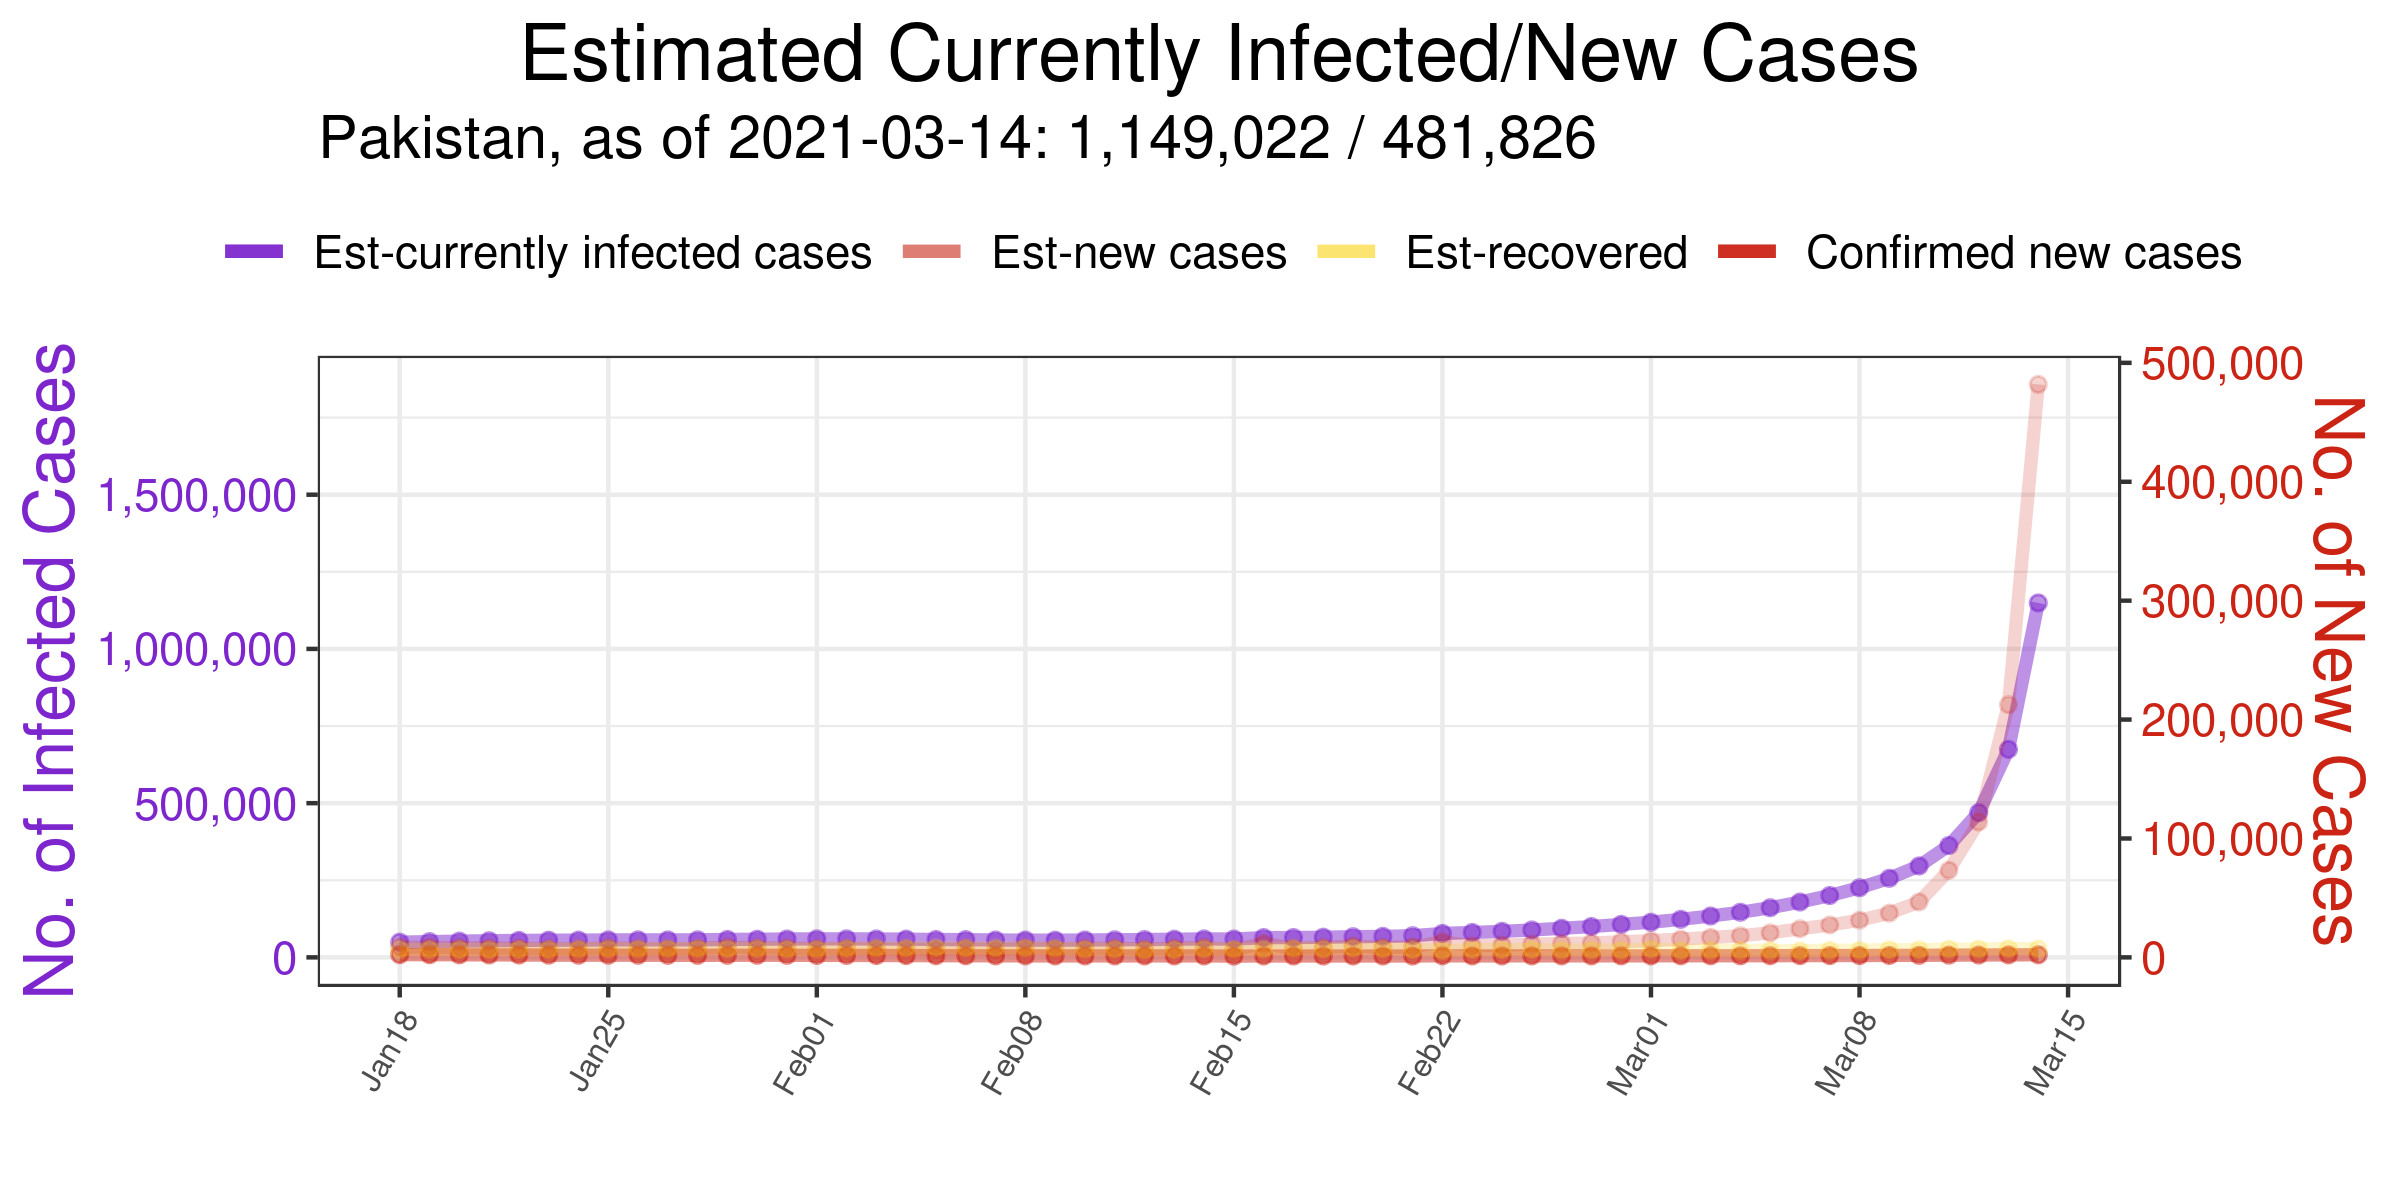 Estimated Currently Infected/New Cases
Pakistan, as of 2021-03-14: 1,149,022 / 481,826
Est-currently infected cases Est-new cases Est-recovered Confirmed new cases
No. of Infected Cases
1,500,000
1,000,000
500,000
0
500,000
400,000
300,000
200,000
100,000
0
No. of New Cases
Jan18 Jan25 Feb01 Feb08 Feb15 Feb22 Mar01 Mar08 Mar15